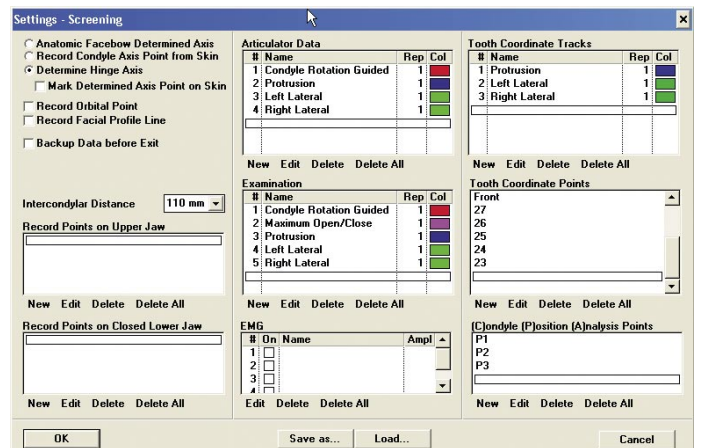 Settings - Screening
Anatomic Facebow Determined Axis
Record Condyle Axis Point from Skin
Determine Hinge Axis
Mark Determined Axis Point on Skin
Record Orbital Point
Record Facial Profile Line
Backup Data before Exit
Intercondylar Distance 110 mm
Record Points on Upper Jaw
New Edit Delete Delete All
Record Points on Closed Lower Jaw
New Edit Delete Delete All
Articulator Data
# Name Rep Col
1 Condyle Rotation Guided 1
2 Protrusion 1
3 Left Lateral 1
4 Right Lateral 1
New Edit Delete Delete All
Examination
# Name Rep Col
1 Condyle Rotation Guided 1
2 Maximum Open/Close 1
3 Protrusion 1
4 Left Lateral 1
5 Right Lateral 1
New Edit Delete Delete All
EMG
# On Name Ampl
1
2
3
4
Edit Delete Delete All
Tooth Coordinate Tracks
# Name Rep Col
1 Protrusion 1
2 Left Lateral 1
3 Right Lateral 1
New Edit Delete Delete All
Tooth Coordinate Points
Front
27
26
25
24
23
New Edit Delete Delete All
(C)ondyle (P)osition (A)nalysis Points
P1
P2
P3
New Edit Delete Delete All
OK Save as... Load... Cancel